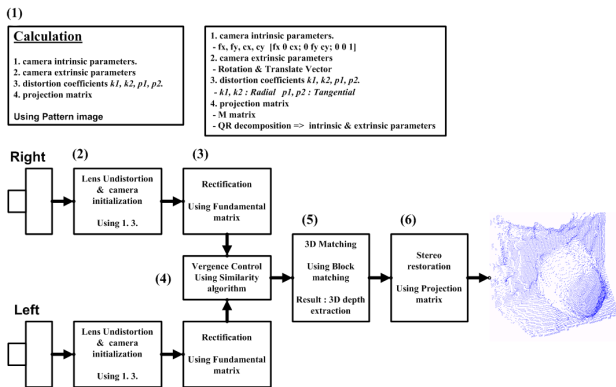 (1)
Calculation
1. camera intrinsic parameters.
2. camera extrinsic parameters
3. distortion coefficients k1, k2, p1, p2.
4. projection matrix
Using Pattern image
1. camera intrinsic parameters.
- fx, fy, cx, cy [fx 0 cx; 0 fy cy; 0 0 1]
2. camera extrinsic parameters
- Rotation & Translate Vector
3. distortion coefficients k1, k2, p1, p2.
- k1, k2 : Radial p1, p2 : Tangential
4. projection matrix
- M matrix
- QR decomposition => intrinsic & extrinsic parameters
Right
(2)
Lens Undistortion
& camera
initialization
Using 1. 3.
(3)
Rectification
Using Fundamental
matrix
(4)
Vergence Control
Using Similarity
algorithm
(5)
3D Matching
Using Block
matching
Result : 3D depth
extraction
(6)
Stereo
restoration
Using Projection
matrix
Left
Lens Undistortion
& camera
initialization
Using 1. 3.
Rectification
Using Fundamental
matrix